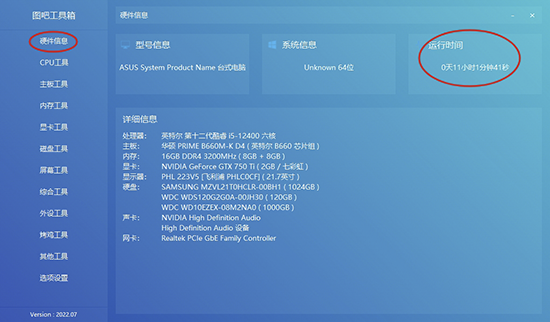 图吧工具箱
硬件信息
CPU工具
主板工具
内存工具
显卡工具
磁盘工具
屏幕工具
综合工具
外设工具
烤鸡工具
其他工具
选项设置
Version : 2022.07
硬件信息
型号信息
ASUS System Product Name 台式电脑
系统信息
Unknown 64位
运行时间
0天11小时1分钟41秒
详细信息
处理器: 英特尔 第十二代酷睿 i5-12400 六核
主板: 华硕 PRIME B660M-K D4 ( 英特尔 B660 芯片组 )
内存: 16GB DDR4 3200MHz ( 8GB + 8GB )
显卡: NVIDIA GeForce GTX 750 Ti ( 2GB / 七彩虹 )
显示器: PHL 223V5 [飞利浦 PHLC0CF] ( 21.7英寸 )
硬盘: SAMSUNG MZVL21T0HCLR-00BH1 ( 1024GB )
WDC WDS120G2G0A-00JH30 ( 120GB )
WDC WD10EZEX-08M2NA0 ( 1000GB )
声卡: NVIDIA High Definition Audio
High Definition Audio 设备
网卡: Realtek PCIe GbE Family Controller